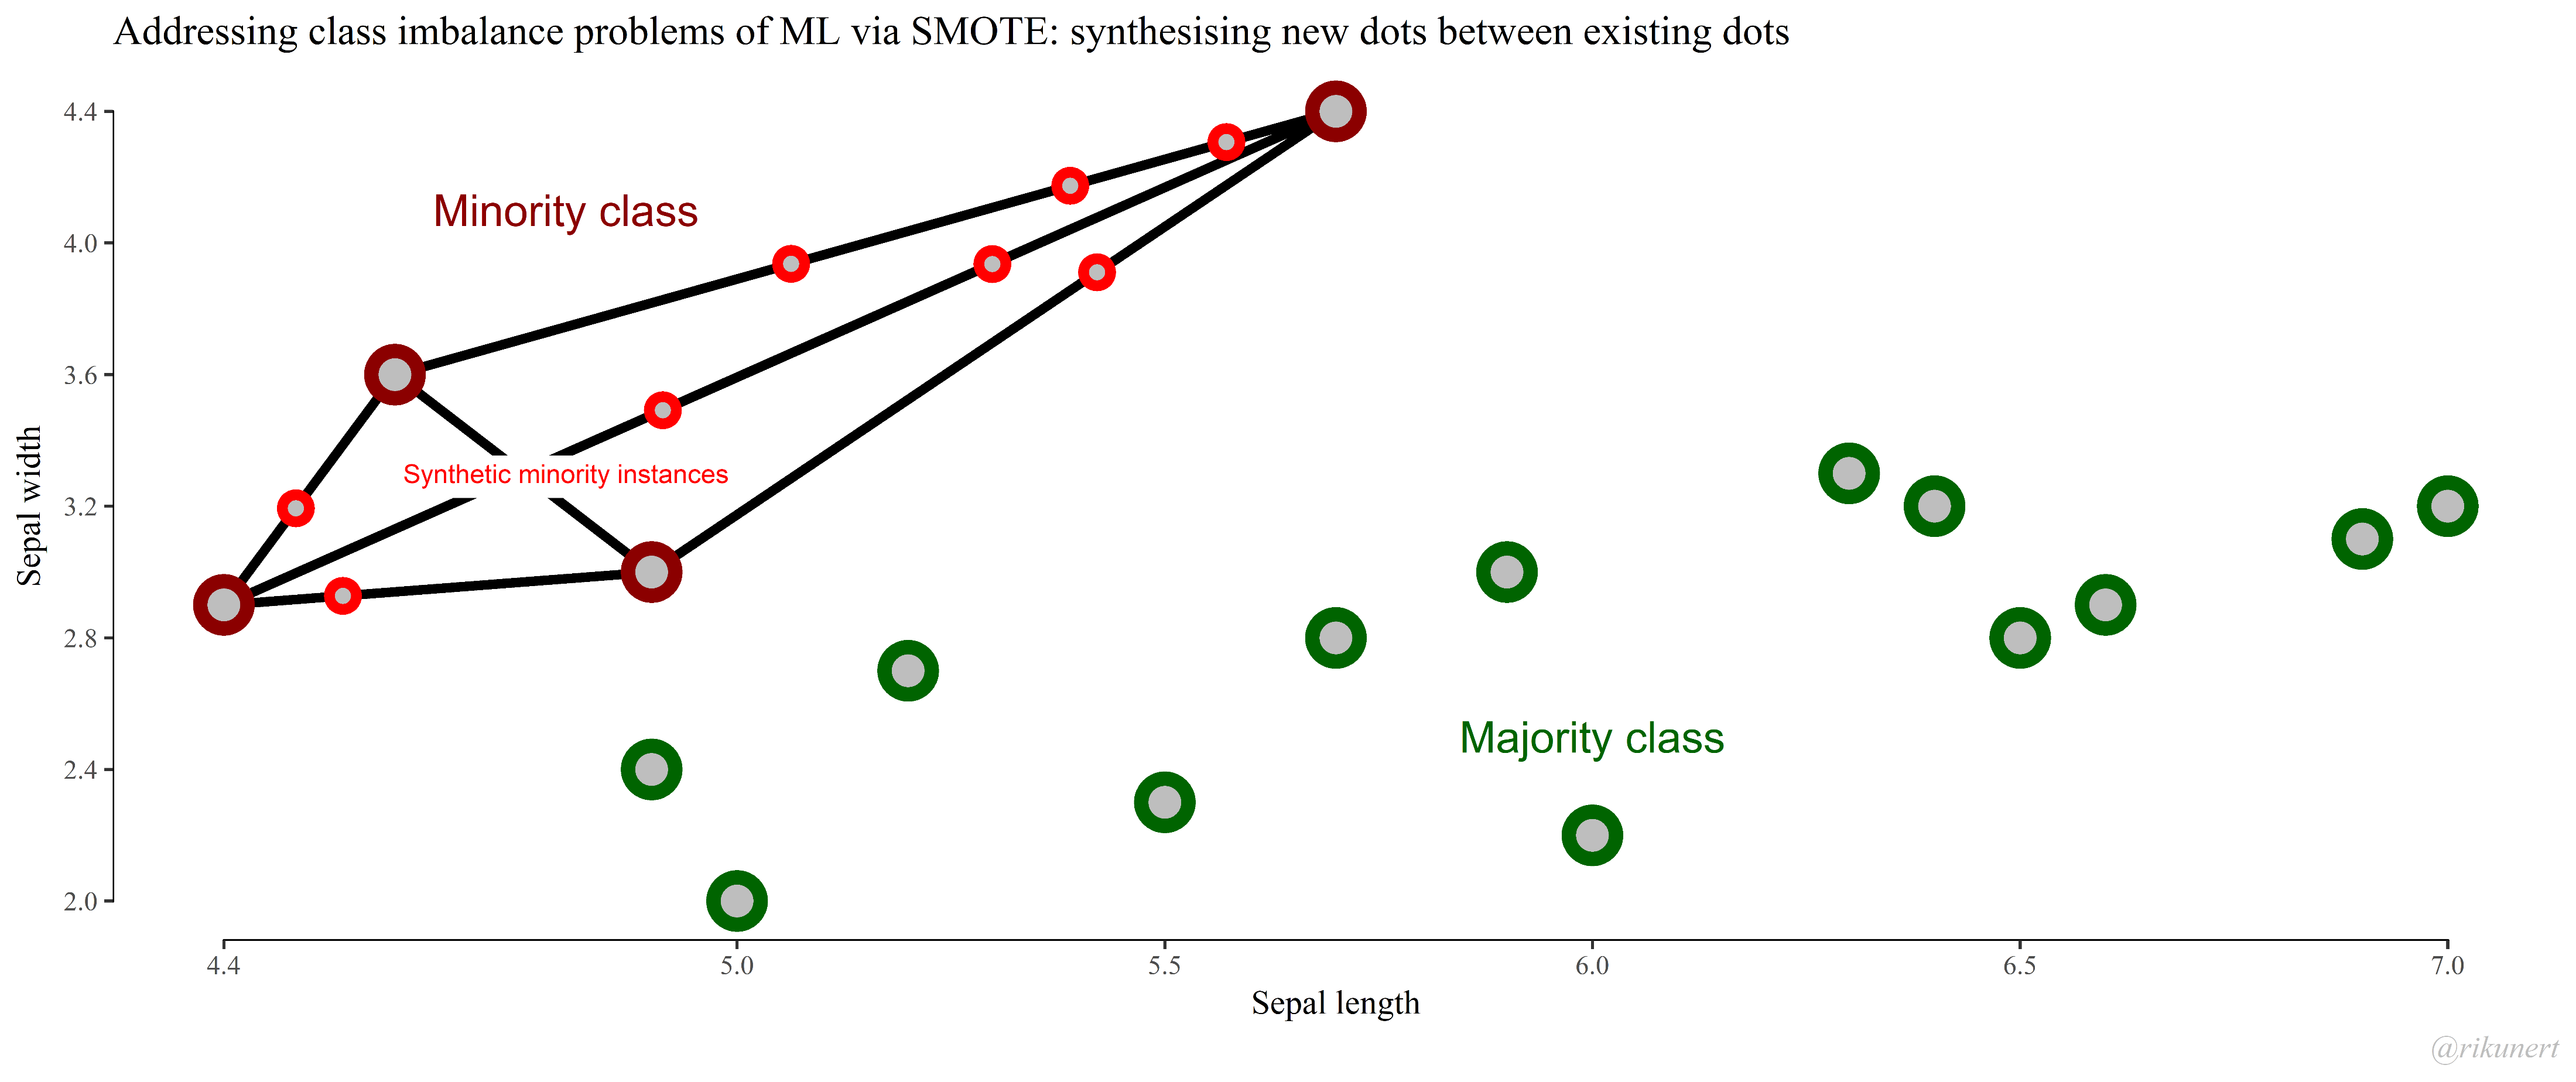 Addressing class imbalance problems of ML via SMOTE: synthesising new dots between existing dots
4.4
Minority class
4.0
3.6
Synthetic minority instances
Sepal width
3.2
2.8
Majority class
2.4
2.0
4.4 5.0 5.5 6.0 6.5 7.0
Sepal length
@rikunert